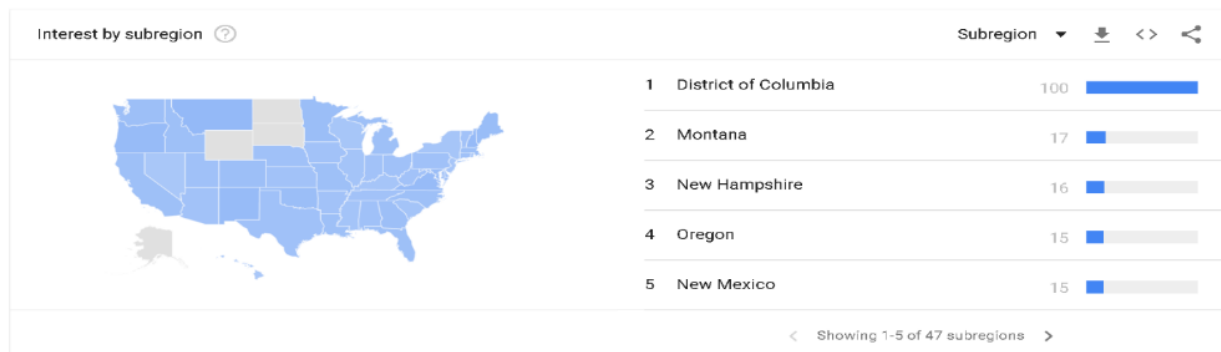 Interest by subregion ?
Subregion
1 District of Columbia 100
2 Montana 17
3 New Hampshire 16
4 Oregon 15
5 New Mexico 15
< Showing 1-5 of 47 subregions >